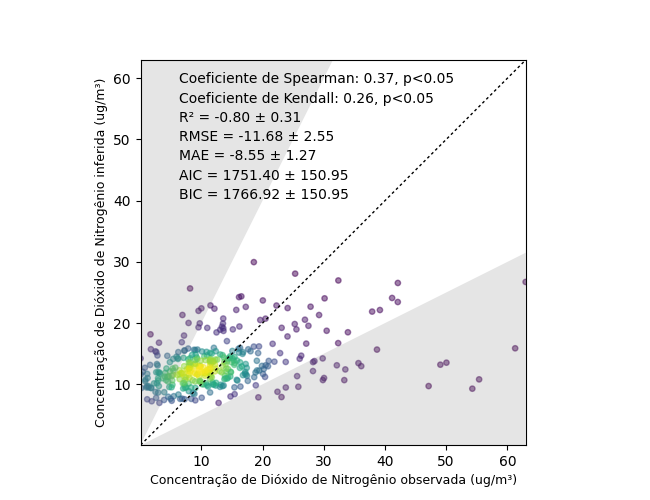 Coeficiente de Spearman: 0.37, p<0.05
Coeficiente de Kendall: 0.26, p<0.05
R² = -0.80 ± 0.31
RMSE = -11.68 ± 2.55
MAE = -8.55 ± 1.27
AIC = 1751.40 ± 150.95
BIC = 1766.92 ± 150.95
Concentração de Dióxido de Nitrogênio inferida (ug/m³)
60
50
40
30
20
10
10 20 30 40 50 60
Concentração de Dióxido de Nitrogênio observada (ug/m³)